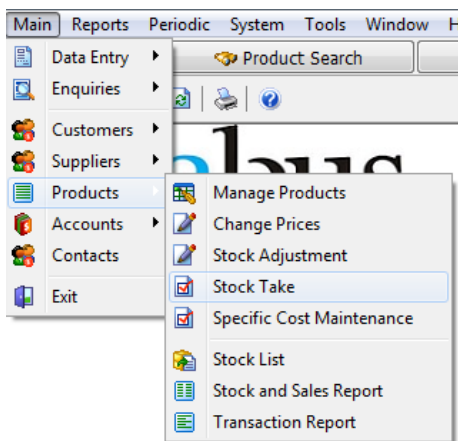 Main Reports Periodic System Tools Window H
Data Entry
Product Search
Enquiries
Customers
Suppliers
Products
Accounts
Contacts
Exit
Manage Products
Change Prices
Stock Adjustment
Stock Take
Specific Cost Maintenance
Stock List
Stock and Sales Report
Transaction Report